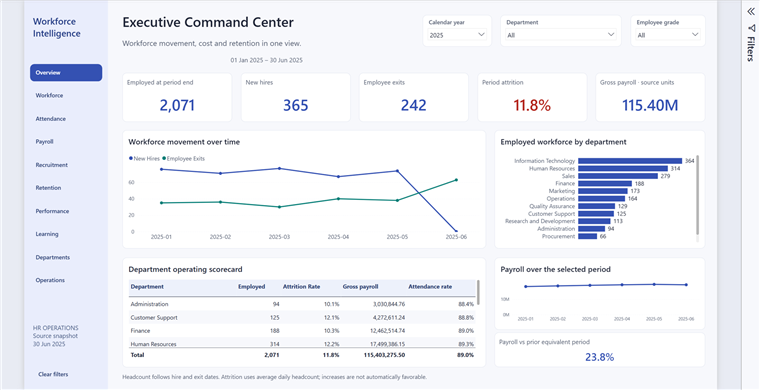 Workforce
Intelligence
Overview
Workforce
Attendance
Payroll
Recruitment
Retention
Performance
Learning
Departments
Operations
HR OPERATIONS
Source snapshot
30 Jun 2025
Clear filters
Executive Command Center
Workforce movement, cost and retention in one view.
01 Jan 2025 – 30 Jun 2025
Calendar year
2025
Department
All
Employee grade
All
Filters
Employed at period end
2,071
New hires
365
Employee exits
242
Period attrition
11.8%
Gross payroll · source units
115.40M
Workforce movement over time
New Hires Employee Exits
60
40
20
0
2025-01 2025-02 2025-03 2025-04 2025-05 2025-06
Employed workforce by department
Information Technology 364
Human Resources 314
Sales 279
Finance 188
Marketing 173
Operations 164
Quality Assurance 129
Customer Support 125
Research and Development 113
Administration 94
Procurement 66
Department operating scorecard
Department Employed Attrition Rate Gross payroll Attendance rate
Administration 94 10.1% 3,030,844.76 88.4%
Customer Support 125 12.1% 4,272,611.24 88.8%
Finance 188 10.3% 12,462,514.74 89.0%
Human Resources 314 12.2% 17,499,386.15 89.3%
Total 2,071 11.8% 115,403,275.50 89.0%
Payroll over the selected period
10M
0M
2025-01 2025-02 2025-03 2025-04 2025-05 2025-06
Payroll vs prior equivalent period
23.8%
Headcount follows hire and exit dates. Attrition uses average daily headcount; increases are not automatically favorable.